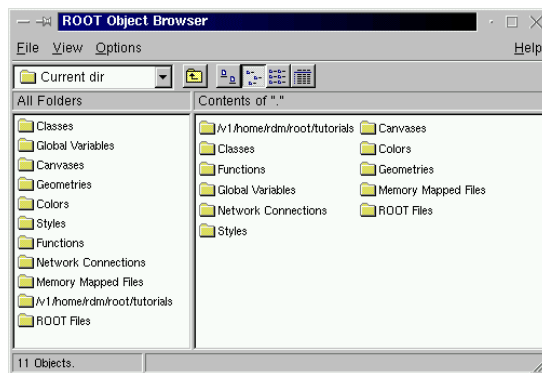 ROOT Object Browser
File View Options Help
Current dir
All Folders
Contents of "."
Classes
Global Variables
Canvases
Geometries
Colors
Styles
Functions
Network Connections
Memory Mapped Files
/v1/home/rdm/root/tutorials
ROOT Files
/v1/home/rdm/root/tutorials Canvases
Classes Colors
Functions Geometries
Global Variables Memory Mapped Files
Network Connections ROOT Files
Styles
11 Objects.